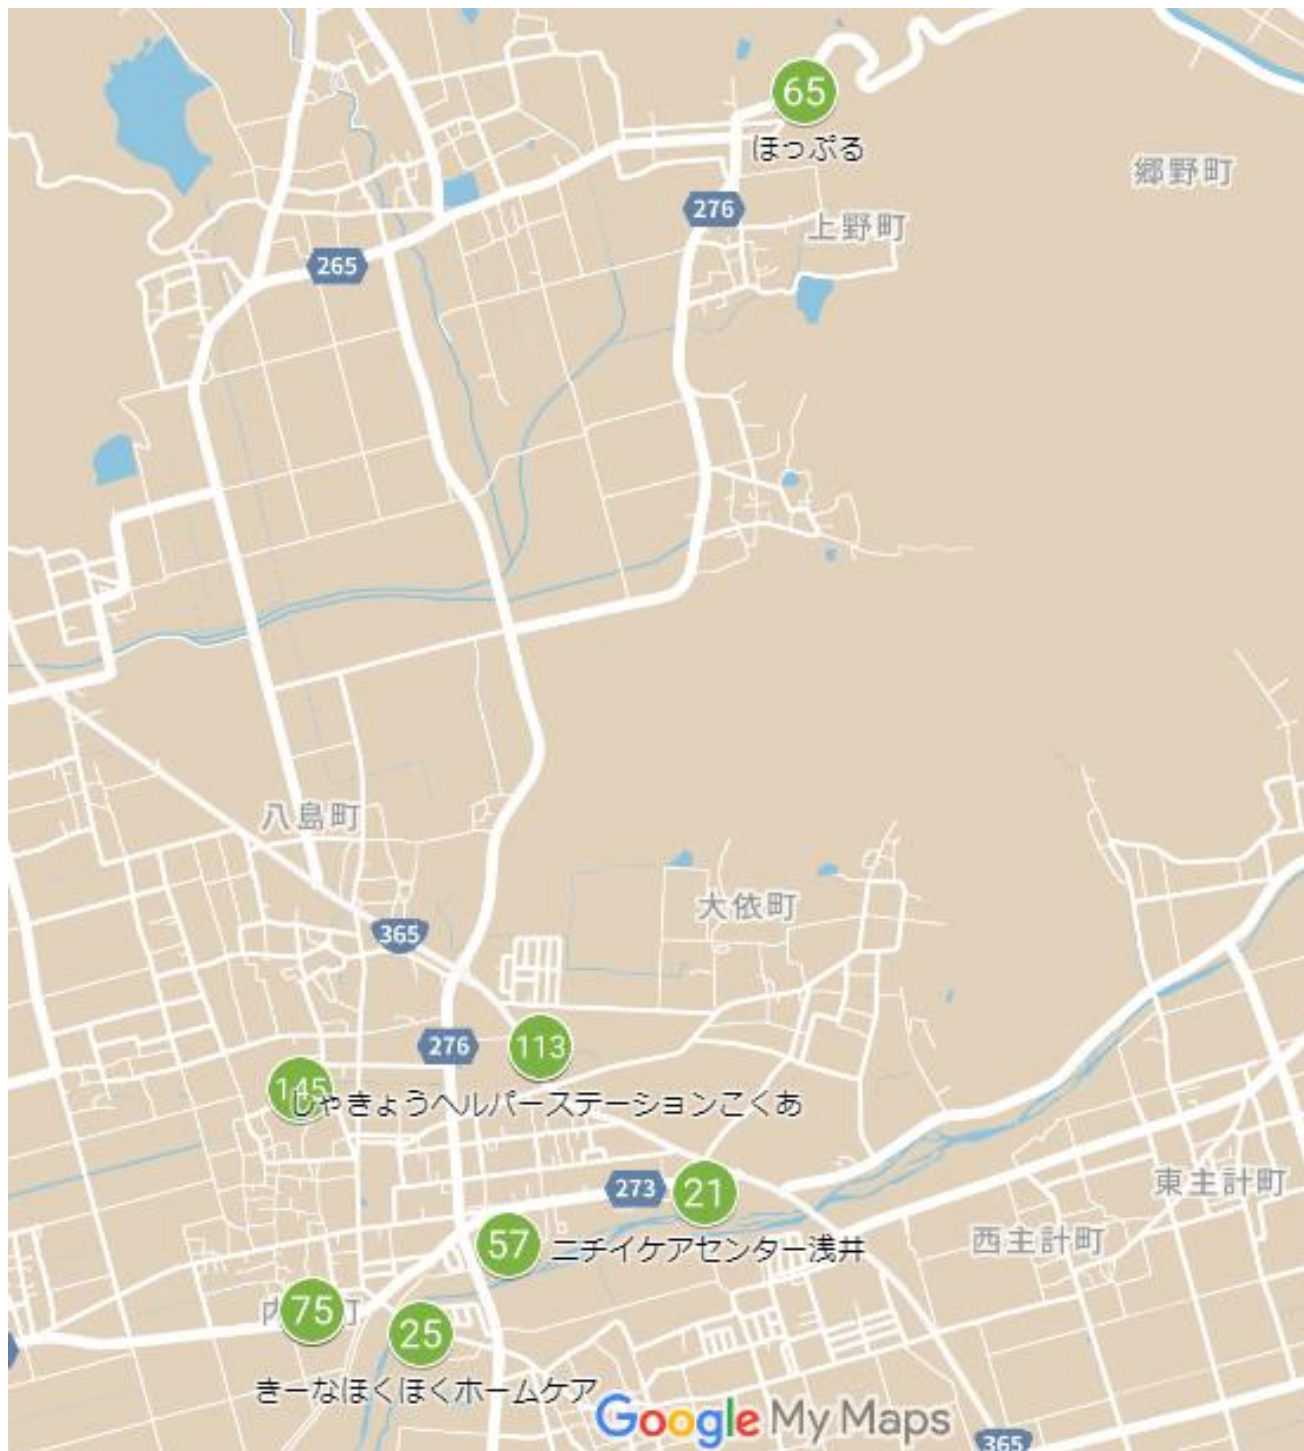 65
ほっぷる
郷野町
276
上野町
265
八島町
大依町
365
276
113
145
しゃきょうヘルパーステーションこくあ
273
21
東主計町
西主計町
57
ニチイケアセンター浅井
75
町
25
きーなほくほくホームケア
Google My Maps
365